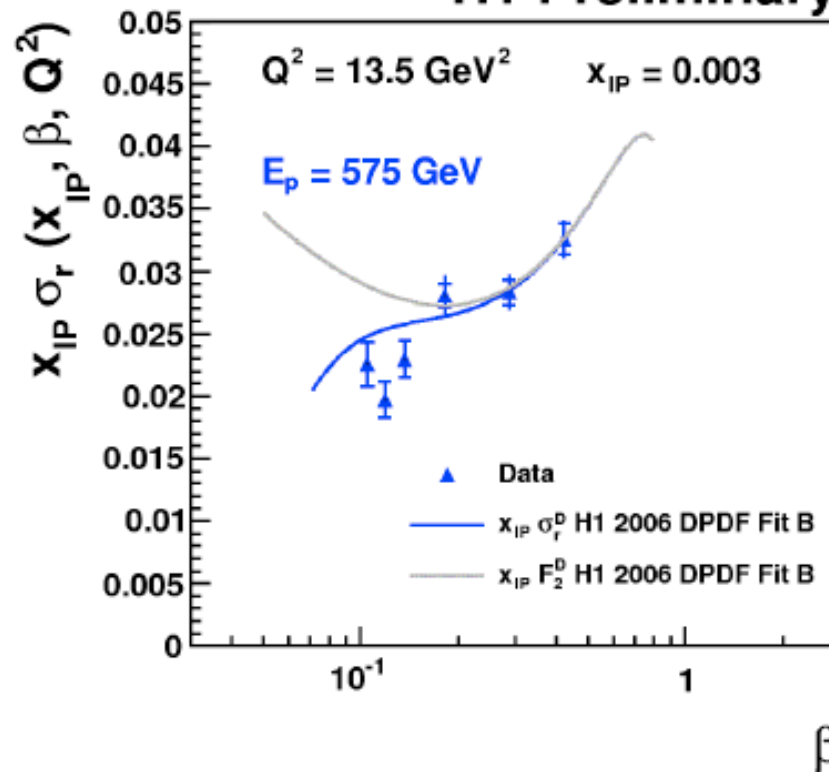 Preliminary
Q² = 13.5 GeV² x_IP = 0.003
E_p = 575 GeV
x_IP σ_r (x_IP, β, Q²)
0.05
0.045
0.04
0.035
0.03
0.025
0.02
0.015
0.01
0.005
0
Data
x_IP σ_r^D H1 2006 DPDF Fit B
x_IP F_2^D H1 2006 DPDF Fit B
10⁻¹ 1
β